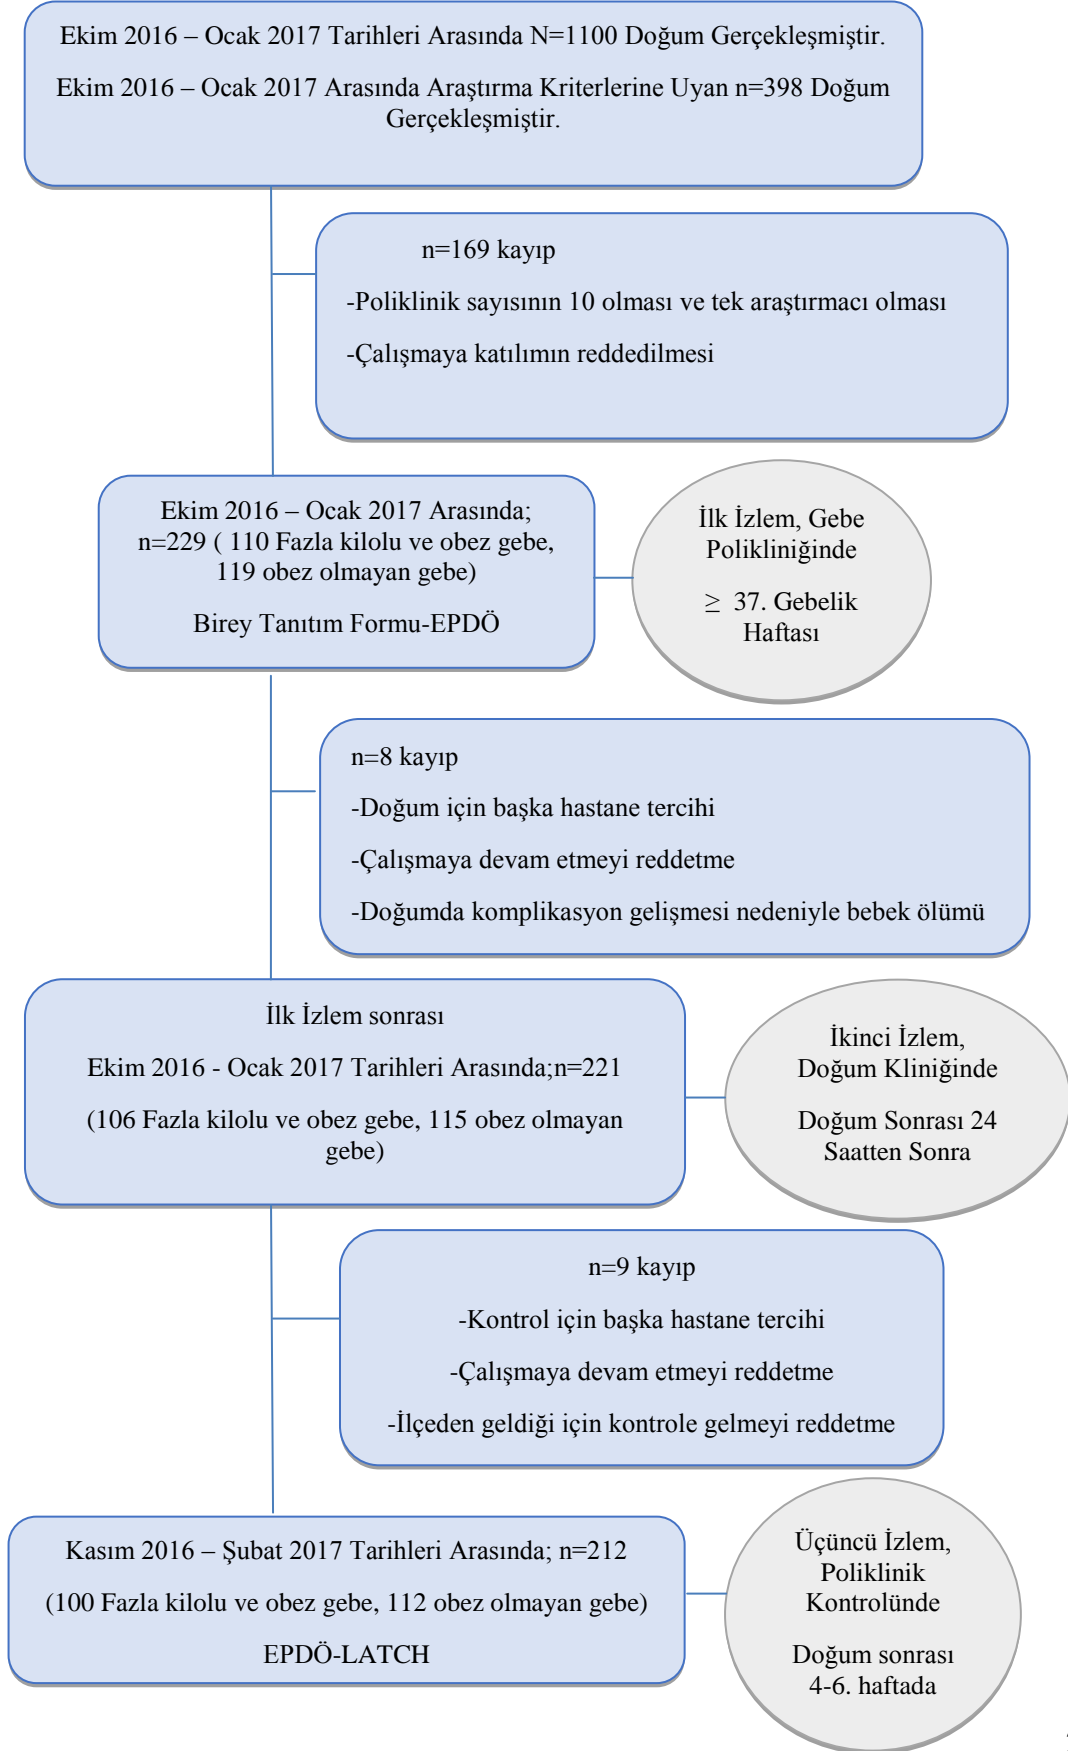 Ekim 2016 – Ocak 2017 Tarihleri Arasında N=1100 Doğum Gerçekleşmiştir.
Ekim 2016 – Ocak 2017 Arasında Araştırma Kriterlerine Uyan n=398 Doğum
Gerçekleşmiştir.
n=169 kayıp
-Poliklinik sayısının 10 olması ve tek araştırmacı olması
-Çalışmaya katılımın reddedilmesi
Ekim 2016 – Ocak 2017 Arasında;
n=229 ( 110 Fazla kilolu ve obez gebe,
119 obez olmayan gebe)
Birey Tanıtım Formu-EPDÖ
İlk İzlem, Gebe
Polikliniğinde
≥ 37. Gebelik
Haftası
n=8 kayıp
-Doğum için başka hastane tercihi
-Çalışmaya devam etmeyi reddetme
-Doğumda komplikasyon gelişmesi nedeniyle bebek ölümü
İlk İzlem sonrası
Ekim 2016 - Ocak 2017 Tarihleri Arasında;n=221
(106 Fazla kilolu ve obez gebe, 115 obez olmayan
gebe)
İkinci İzlem,
Doğum Kliniğinde
Doğum Sonrası 24
Saatten Sonra
n=9 kayıp
-Kontrol için başka hastane tercihi
-Çalışmaya devam etmeyi reddetme
-İlçeden geldiği için kontrole gelmeyi reddetme
Kasım 2016 – Şubat 2017 Tarihleri Arasında; n=212
(100 Fazla kilolu ve obez gebe, 112 obez olmayan gebe)
EPDÖ-LATCH
Üçüncü İzlem,
Poliklinik
Kontrolünde
Doğum sonrası
4-6. haftada